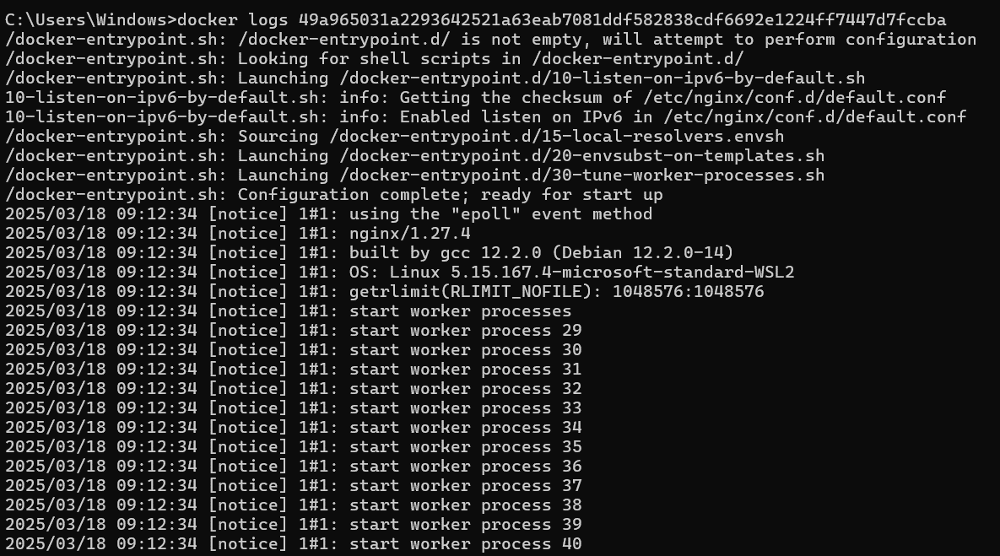 C:\Users\Windows>docker logs 49a965031a2293642521a63eab7081ddf582838cdf6692e1224ff7447d7fccba
/docker-entrypoint.sh: /docker-entrypoint.d/ is not empty, will attempt to perform configuration
/docker-entrypoint.sh: Looking for shell scripts in /docker-entrypoint.d/
/docker-entrypoint.sh: Launching /docker-entrypoint.d/10-listen-on-ipv6-by-default.sh
10-listen-on-ipv6-by-default.sh: info: Getting the checksum of /etc/nginx/conf.d/default.conf
10-listen-on-ipv6-by-default.sh: info: Enabled listen on IPv6 in /etc/nginx/conf.d/default.conf
/docker-entrypoint.sh: Sourcing /docker-entrypoint.d/15-local-resolvers.envsh
/docker-entrypoint.sh: Launching /docker-entrypoint.d/20-envsubst-on-templates.sh
/docker-entrypoint.sh: Launching /docker-entrypoint.d/30-tune-worker-processes.sh
/docker-entrypoint.sh: Configuration complete; ready for start up
2025/03/18 09:12:34 [notice] 1#1: using the "epoll" event method
2025/03/18 09:12:34 [notice] 1#1: nginx/1.27.4
2025/03/18 09:12:34 [notice] 1#1: built by gcc 12.2.0 (Debian 12.2.0-14)
2025/03/18 09:12:34 [notice] 1#1: OS: Linux 5.15.167.4-microsoft-standard-WSL2
2025/03/18 09:12:34 [notice] 1#1: getrlimit(RLIMIT_NOFILE): 1048576:1048576
2025/03/18 09:12:34 [notice] 1#1: start worker processes
2025/03/18 09:12:34 [notice] 1#1: start worker process 29
2025/03/18 09:12:34 [notice] 1#1: start worker process 30
2025/03/18 09:12:34 [notice] 1#1: start worker process 31
2025/03/18 09:12:34 [notice] 1#1: start worker process 32
2025/03/18 09:12:34 [notice] 1#1: start worker process 33
2025/03/18 09:12:34 [notice] 1#1: start worker process 34
2025/03/18 09:12:34 [notice] 1#1: start worker process 35
2025/03/18 09:12:34 [notice] 1#1: start worker process 36
2025/03/18 09:12:34 [notice] 1#1: start worker process 37
2025/03/18 09:12:34 [notice] 1#1: start worker process 38
2025/03/18 09:12:34 [notice] 1#1: start worker process 39
2025/03/18 09:12:34 [notice] 1#1: start worker process 40